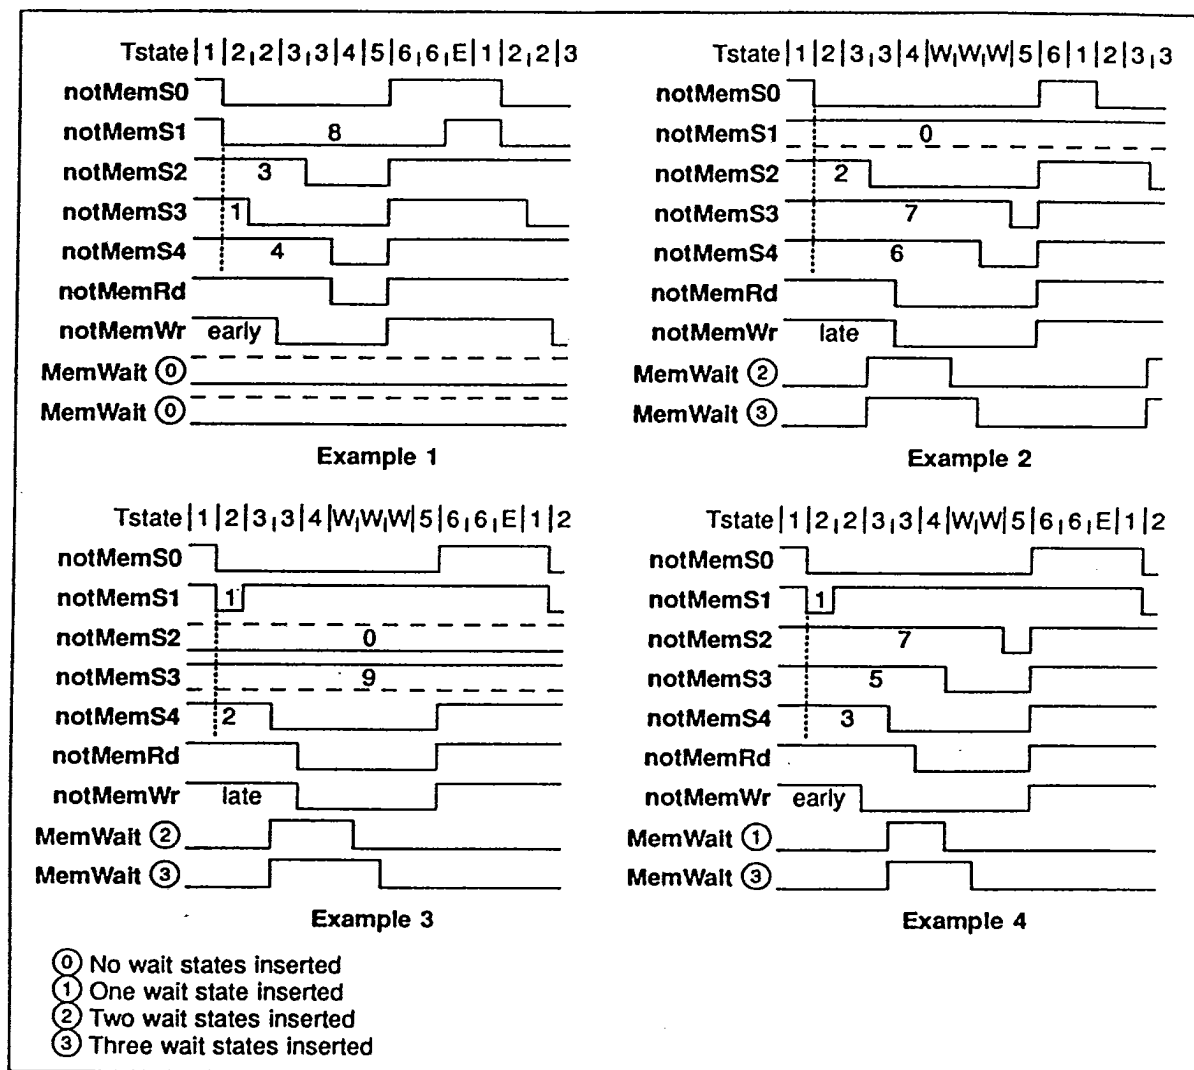 Tstate |1|2|2|3|3|4|5|6|6|E|1|2|2|3
notMemS0
notMemS1 8
notMemS2 3
notMemS3 1
notMemS4 4
notMemRd
notMemWr early
MemWait ⓪
MemWait ⓪
Example 1
Tstate |1|2|3|3|4|W|W|W|5|6|1|2|3|3
notMemS0
notMemS1 0
notMemS2 2
notMemS3 7
notMemS4 6
notMemRd
notMemWr late
MemWait ②
MemWait ③
Example 2
Tstate |1|2|3|3|4|W|W|W|5|6|6|E|1|2
notMemS0
notMemS1 1
notMemS2 0
notMemS3 9
notMemS4 2
notMemRd
notMemWr late
MemWait ②
MemWait ③
Example 3
Tstate |1|2|2|3|3|4|W|W|5|6|6|E|1|2
notMemS0
notMemS1 1
notMemS2 7
notMemS3 5
notMemS4 3
notMemRd
notMemWr early
MemWait ①
MemWait ③
Example 4
⓪ No wait states inserted
① One wait state inserted
② Two wait states inserted
③ Three wait states inserted